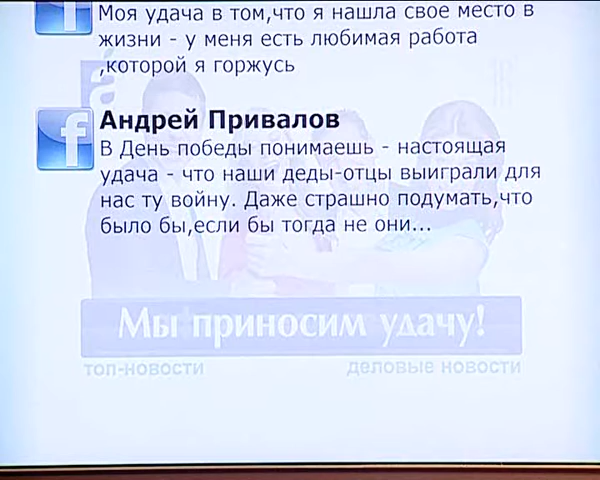 Моя удача в том,что я нашла свое место в
жизни - у меня есть любимая работа
,которой я горжусь
Андрей Привалов
В День победы понимаешь - настоящая
удача - что наши деды-отцы выиграли для
нас ту войну. Даже страшно подумать,что
было бы,если бы тогда не они...
Мы приносим удачу!
топ-новости деловые новости